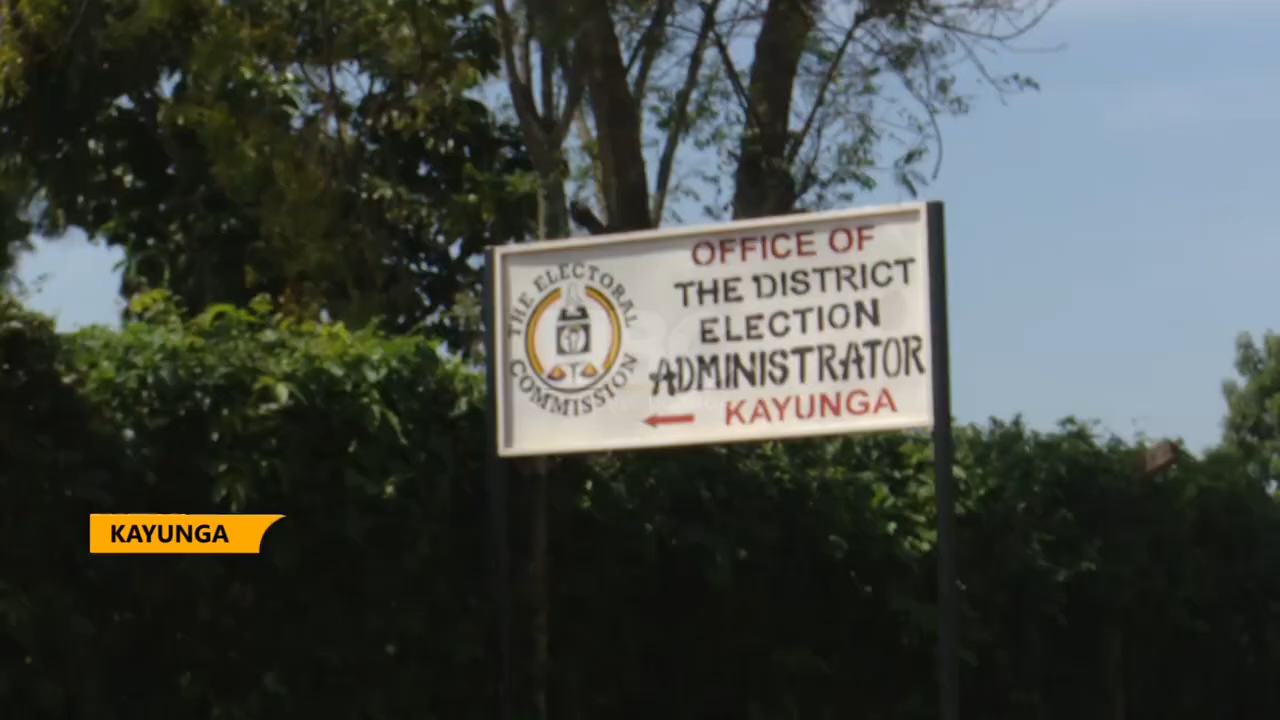 THE ELECTORAL
COMMISSION
OFFICE OF
THE DISTRICT
ELECTION
ADMINISTRATOR
KAYUNGA
KAYUNGA